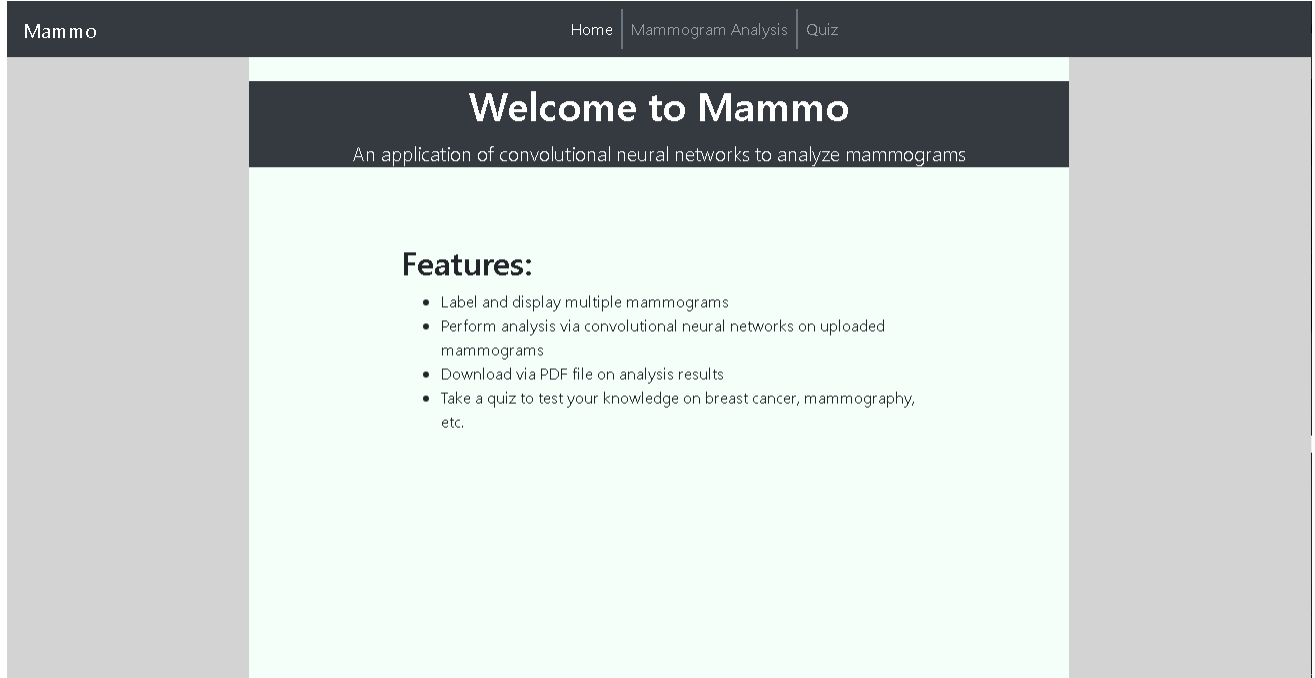 Mammo
Home Mammogram Analysis Quiz
Welcome to Mammo
An application of convolutional neural networks to analyze mammograms
Features:
Label and display multiple mammograms
Perform analysis via convolutional neural networks on uploaded
mammograms
Download via PDF file on analysis results
Take a quiz to test your knowledge on breast cancer, mammography,
etc.